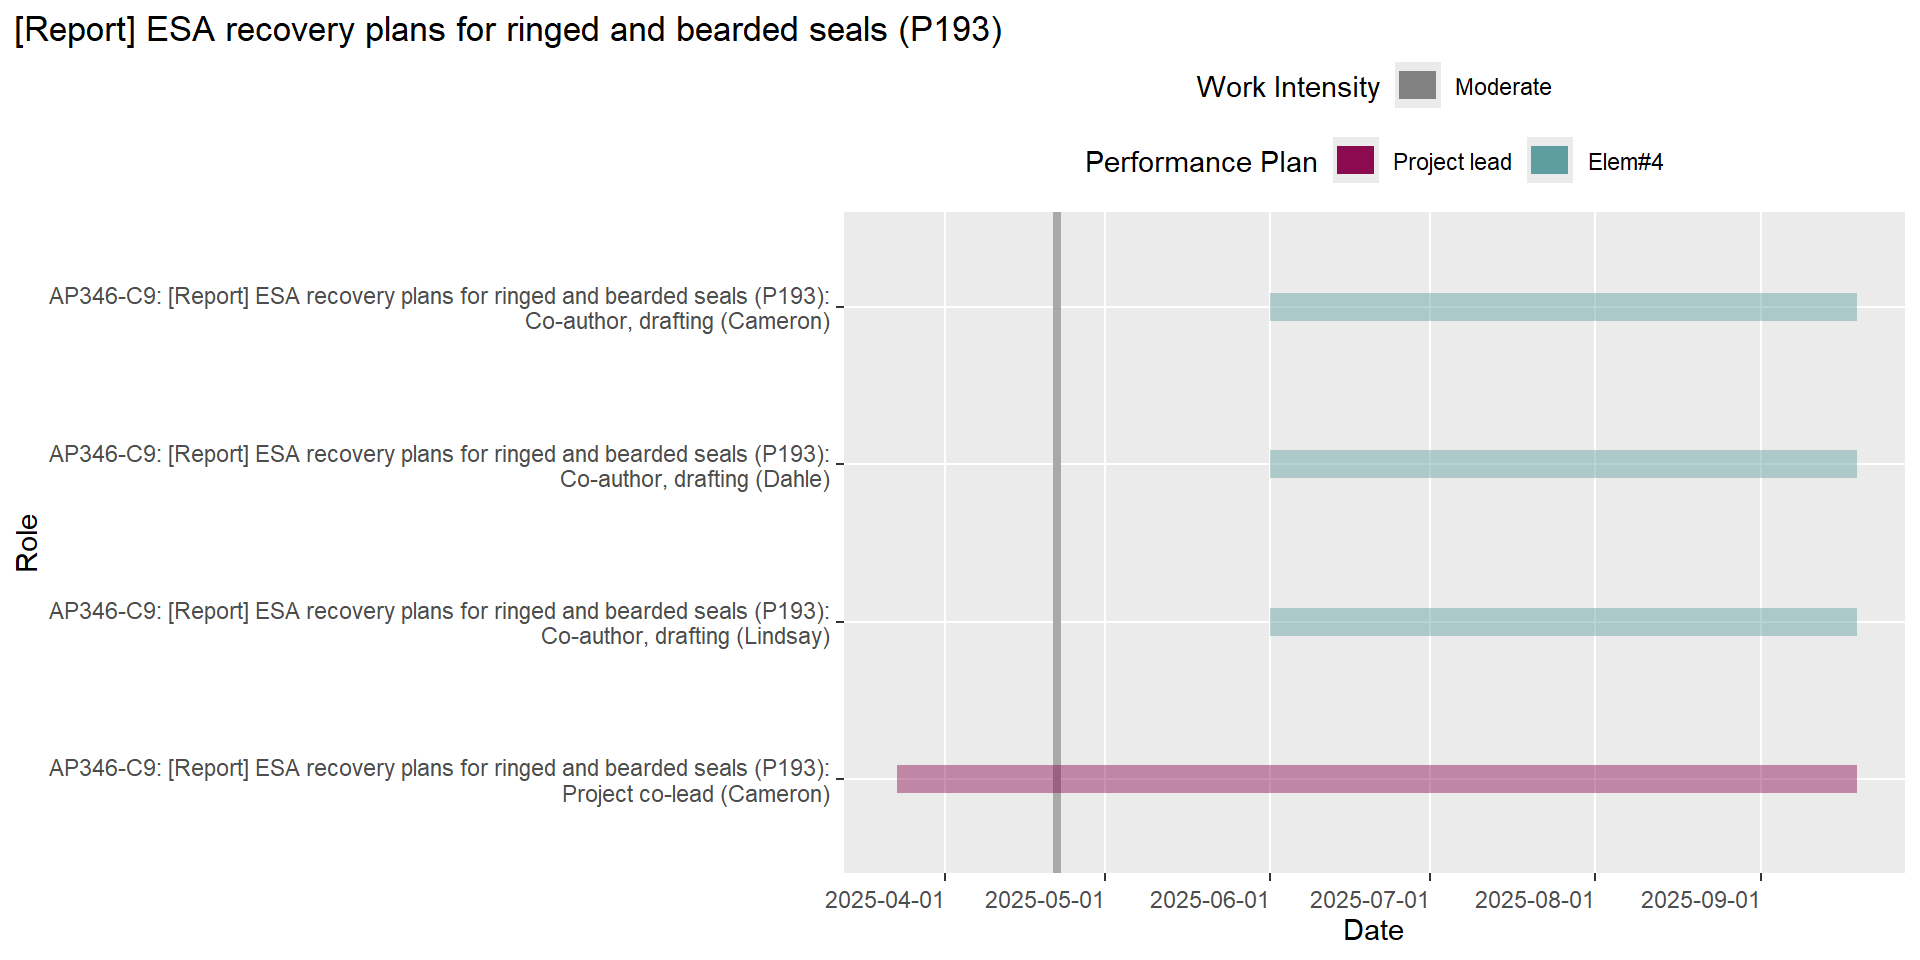 [Report] ESA recovery plans for ringed and bearded seals (P193)
Work Intensity Moderate
Performance Plan Project lead Elem#4
AP346-C9: [Report] ESA recovery plans for ringed and bearded seals (P193):
Co-author, drafting (Cameron)
AP346-C9: [Report] ESA recovery plans for ringed and bearded seals (P193):
Co-author, drafting (Dahle)
Role
AP346-C9: [Report] ESA recovery plans for ringed and bearded seals (P193):
Co-author, drafting (Lindsay)
AP346-C9: [Report] ESA recovery plans for ringed and bearded seals (P193):
Project co-lead (Cameron)
2025-04-01 2025-05-01 2025-06-01 2025-07-01 2025-08-01 2025-09-01
Date